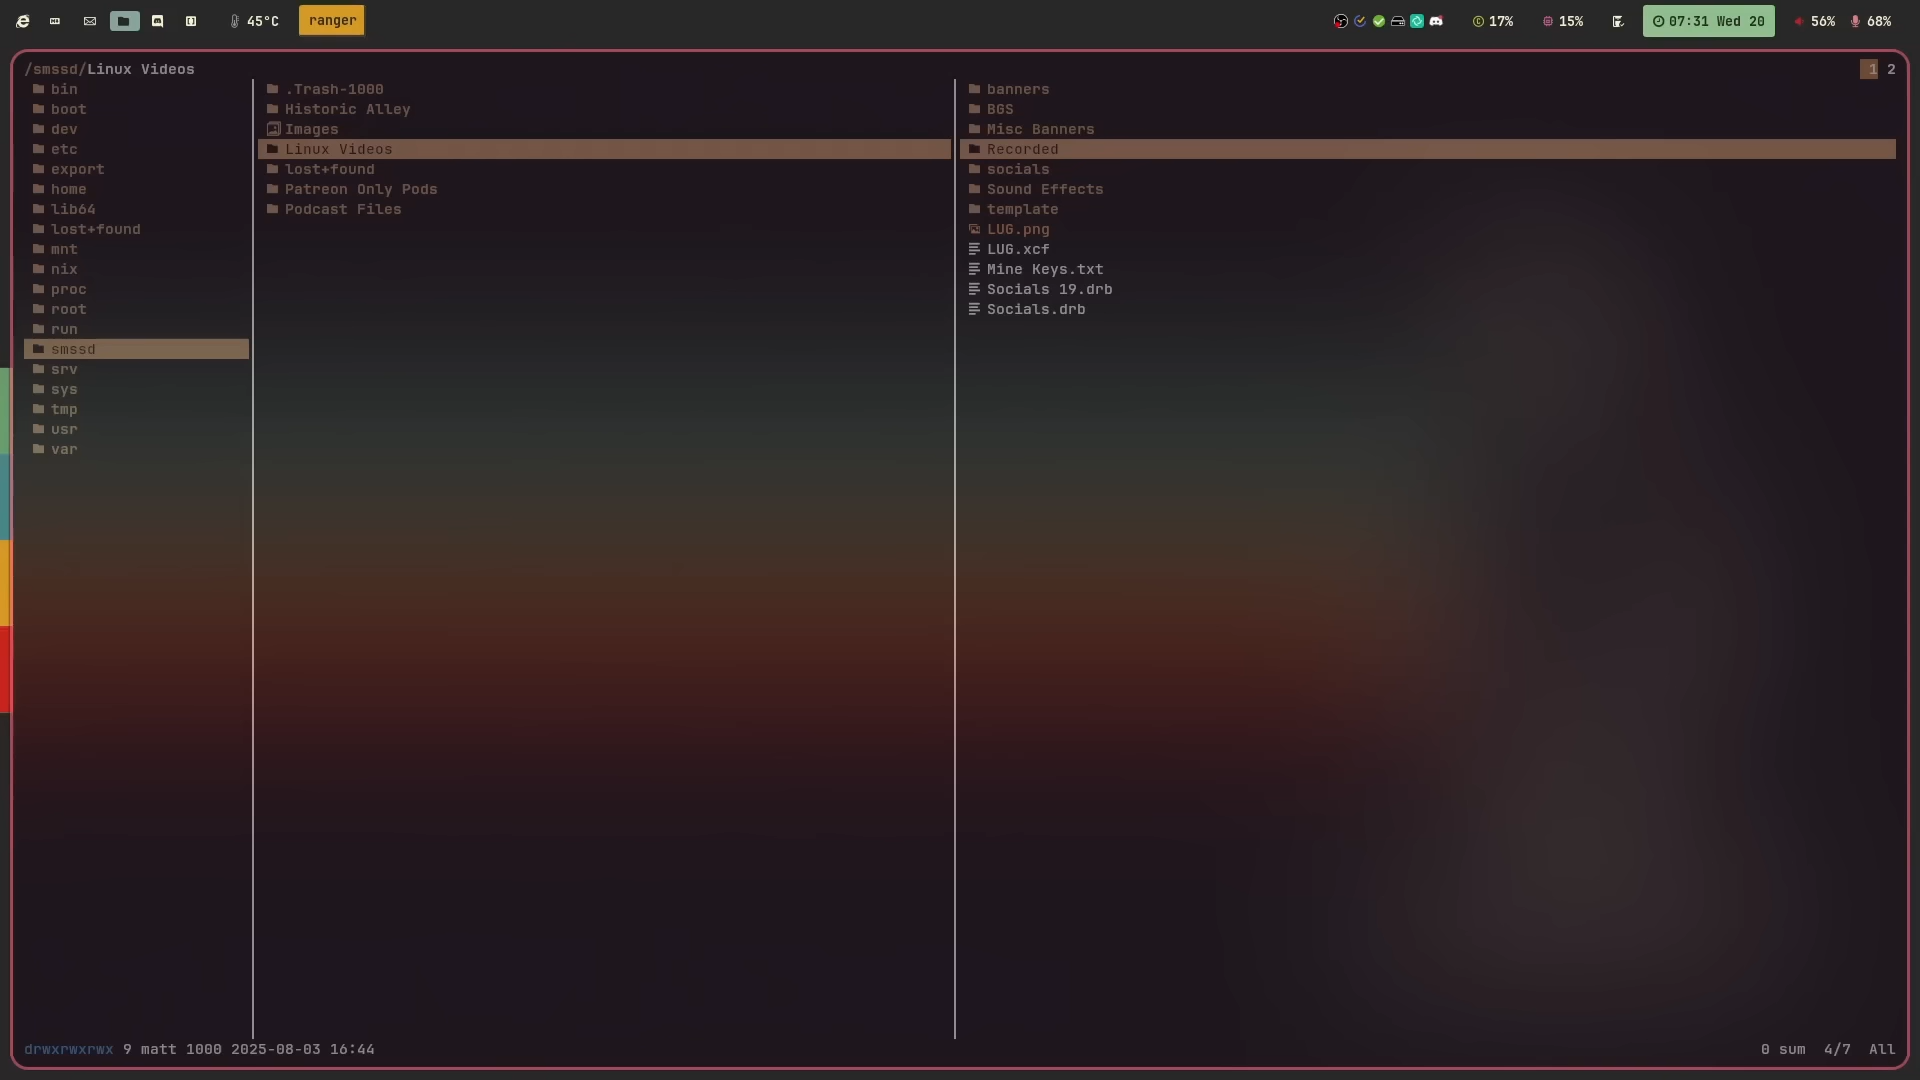 45°C ranger 17% 15% 07:31 Wed 20 56% 68%
/smssd/Linux Videos 1 2
bin
boot
dev
etc
export
home
lib64
lost+found
mnt
nix
proc
root
run
smssd
srv
sys
tmp
usr
var
.Trash-1000
Historic Alley
Images
Linux Videos
lost+found
Patreon Only Pods
Podcast Files
banners
BGS
Misc Banners
Recorded
socials
Sound Effects
template
LUG.png
LUG.xcf
Mine Keys.txt
Socials 19.drb
Socials.drb
drwxrwxrwx 9 matt 1000 2025-08-03 16:44 0 sum 4/7 All